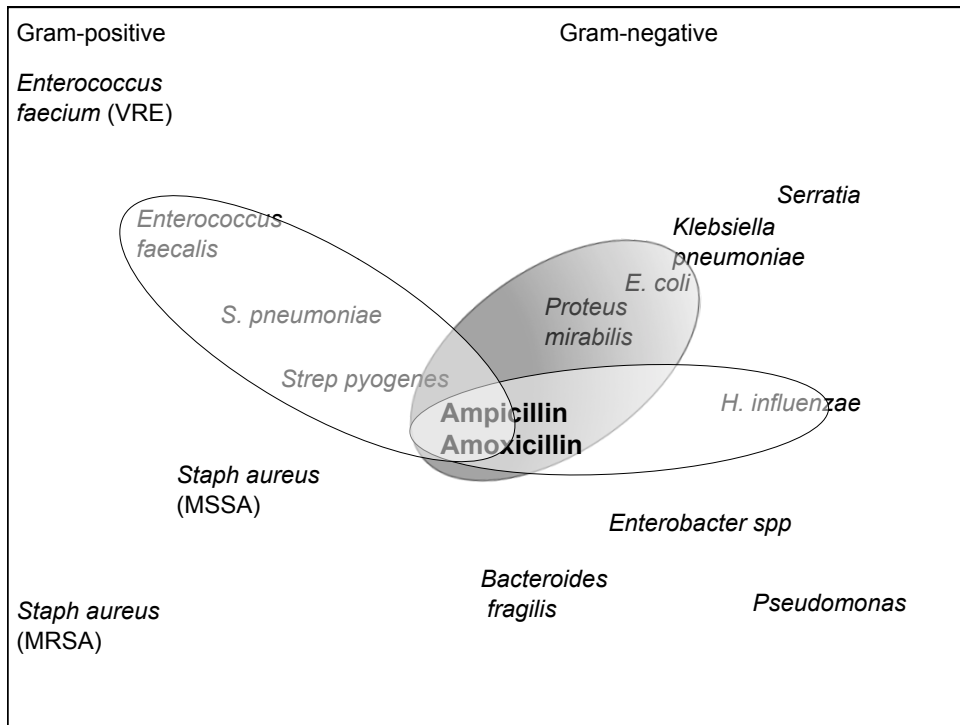 Gram-positive
Gram-negative
Enterococcus
faecium (VRE)
Serratia
Enterococcus
faecalis
Klebsiella
pneumoniae
E. coli
S. pneumoniae
Proteus
mirabilis
Strep pyogenes
H. influenzae
Ampicillin
Amoxicillin
Staph aureus
(MSSA)
Enterobacter spp
Bacteroides
fragilis
Staph aureus
(MRSA)
Pseudomonas